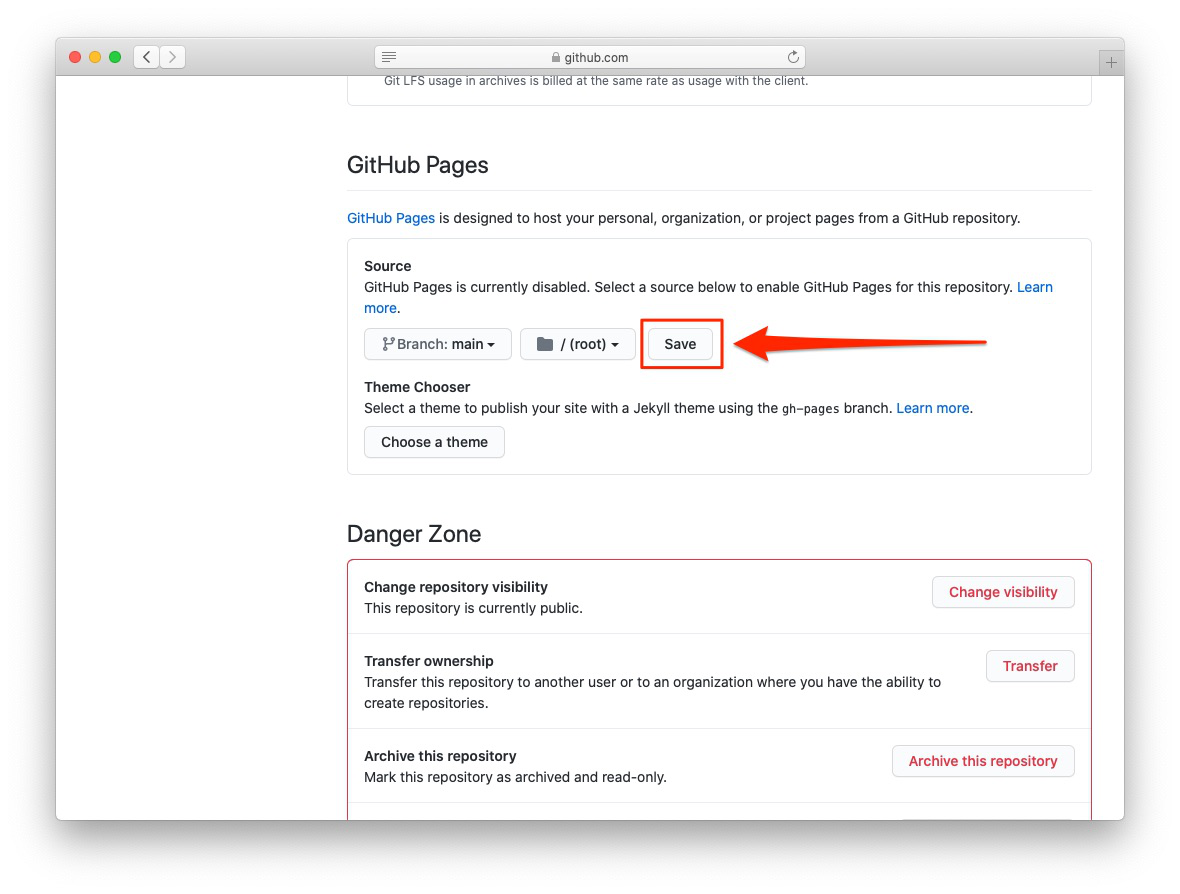 github.com
Git LFS usage in archives is billed at the same rate as usage with the client.
GitHub Pages
GitHub Pages is designed to host your personal, organization, or project pages from a GitHub repository.
Source
GitHub Pages is currently disabled. Select a source below to enable GitHub Pages for this repository. Learn
more.
Branch: main / (root) Save
Theme Chooser
Select a theme to publish your site with a Jekyll theme using the gh-pages branch. Learn more.
Choose a theme
Danger Zone
Change repository visibility
This repository is currently public.
Change visibility
Transfer ownership
Transfer this repository to another user or to an organization where you have the ability to
create repositories.
Transfer
Archive this repository
Mark this repository as archived and read-only.
Archive this repository